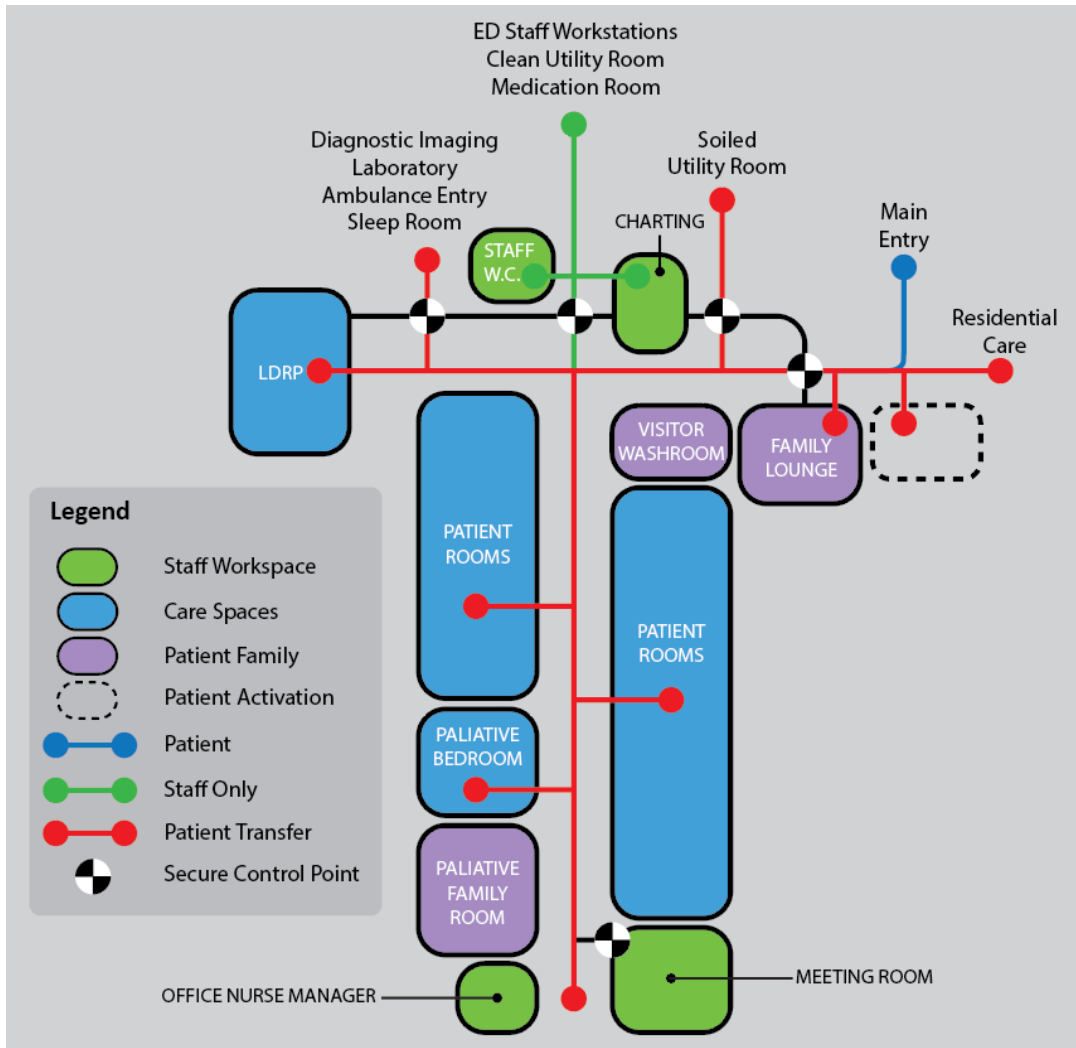 ED Staff Workstations
Clean Utility Room
Medication Room
Diagnostic Imaging
Laboratory
Ambulance Entry
Sleep Room
Soiled
Utility Room
CHARTING
Main
Entry
STAFF
W.C.
Residential
Care
LDRP
VISITOR
WASHROOM
FAMILY
LOUNGE
PATIENT
ROOMS
PATIENT
ROOMS
PALIATIVE
BEDROOM
PALIATIVE
FAMILY
ROOM
OFFICE NURSE MANAGER
MEETING ROOM
Legend
Staff Workspace
Care Spaces
Patient Family
Patient Activation
Patient
Staff Only
Patient Transfer
Secure Control Point